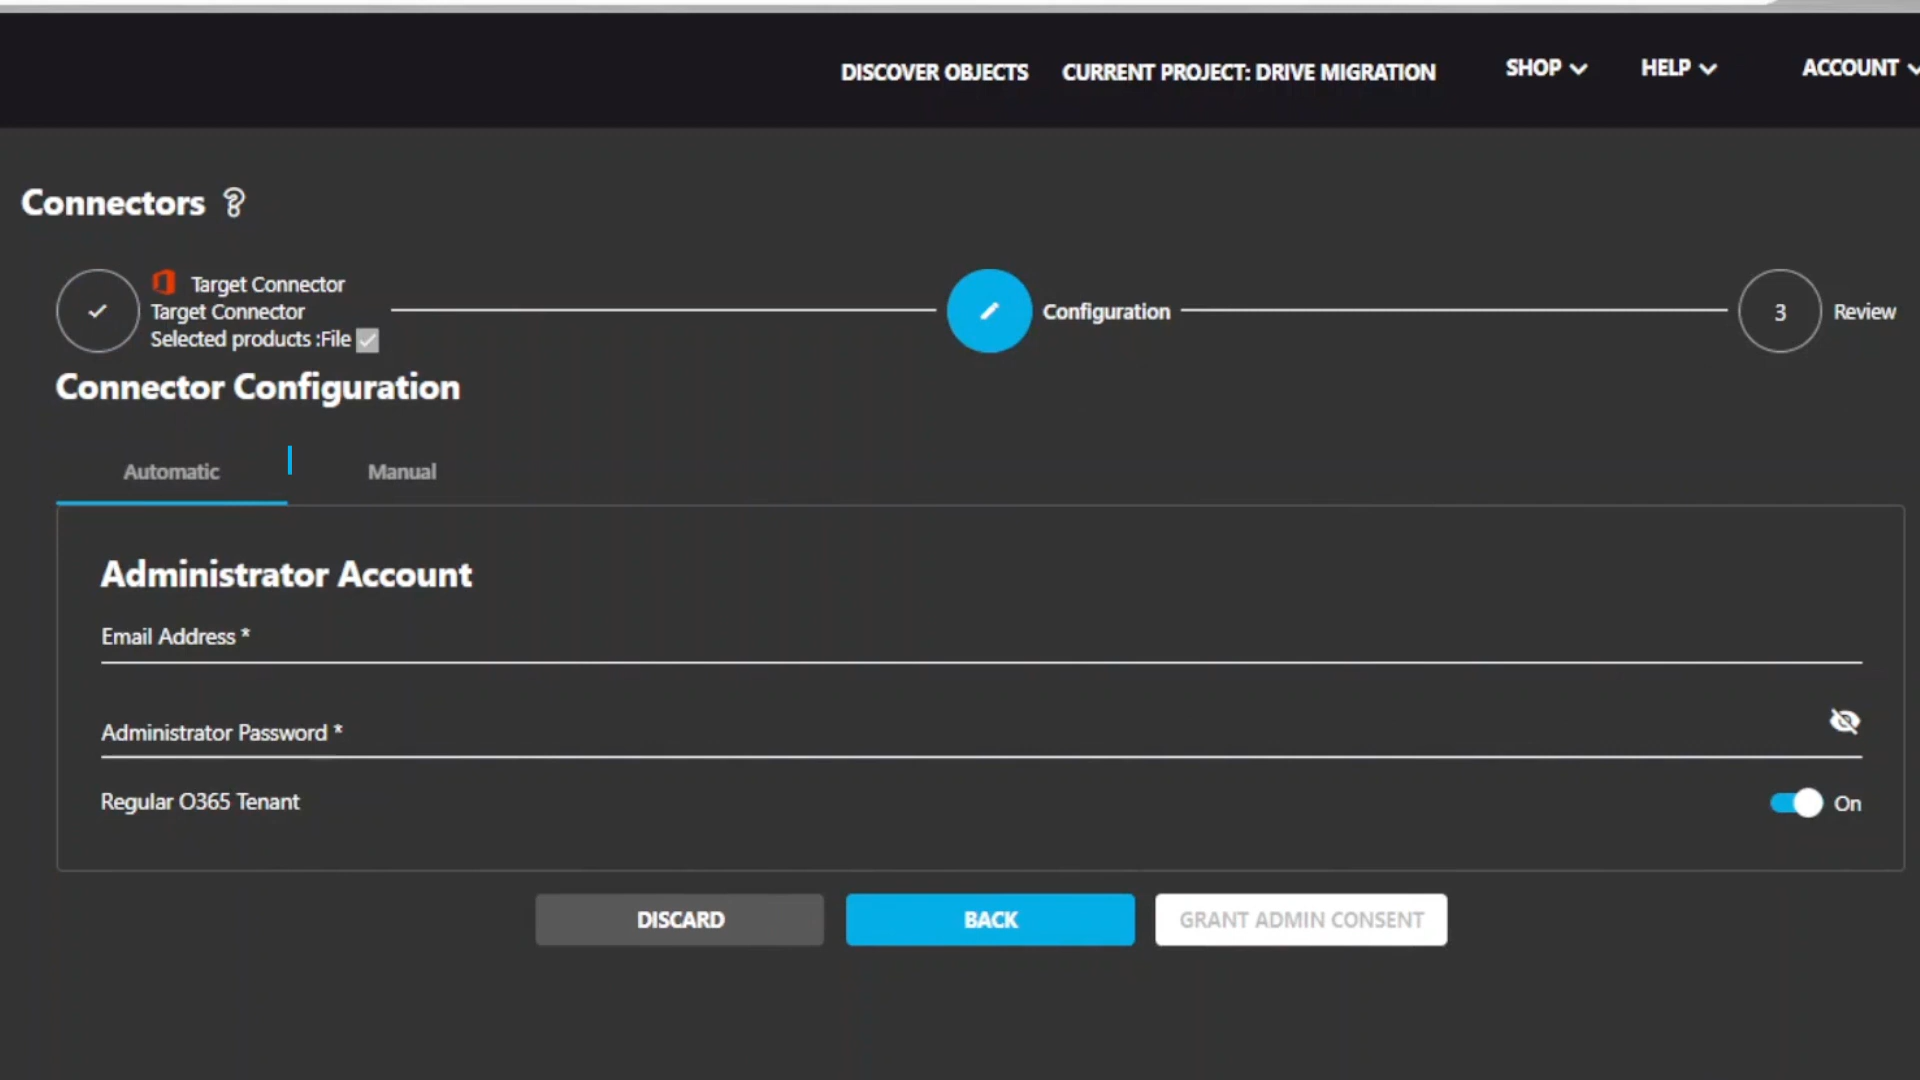 DISCOVER OBJECTS CURRENT PROJECT: DRIVE MIGRATION SHOP HELP ACCOUNT
Connectors ?
Target Connector
Target Connector
Selected products :File
Configuration
3 Review
Connector Configuration
Automatic Manual
Administrator Account
Email Address *
Administrator Password *
Regular O365 Tenant On
DISCARD BACK GRANT ADMIN CONSENT